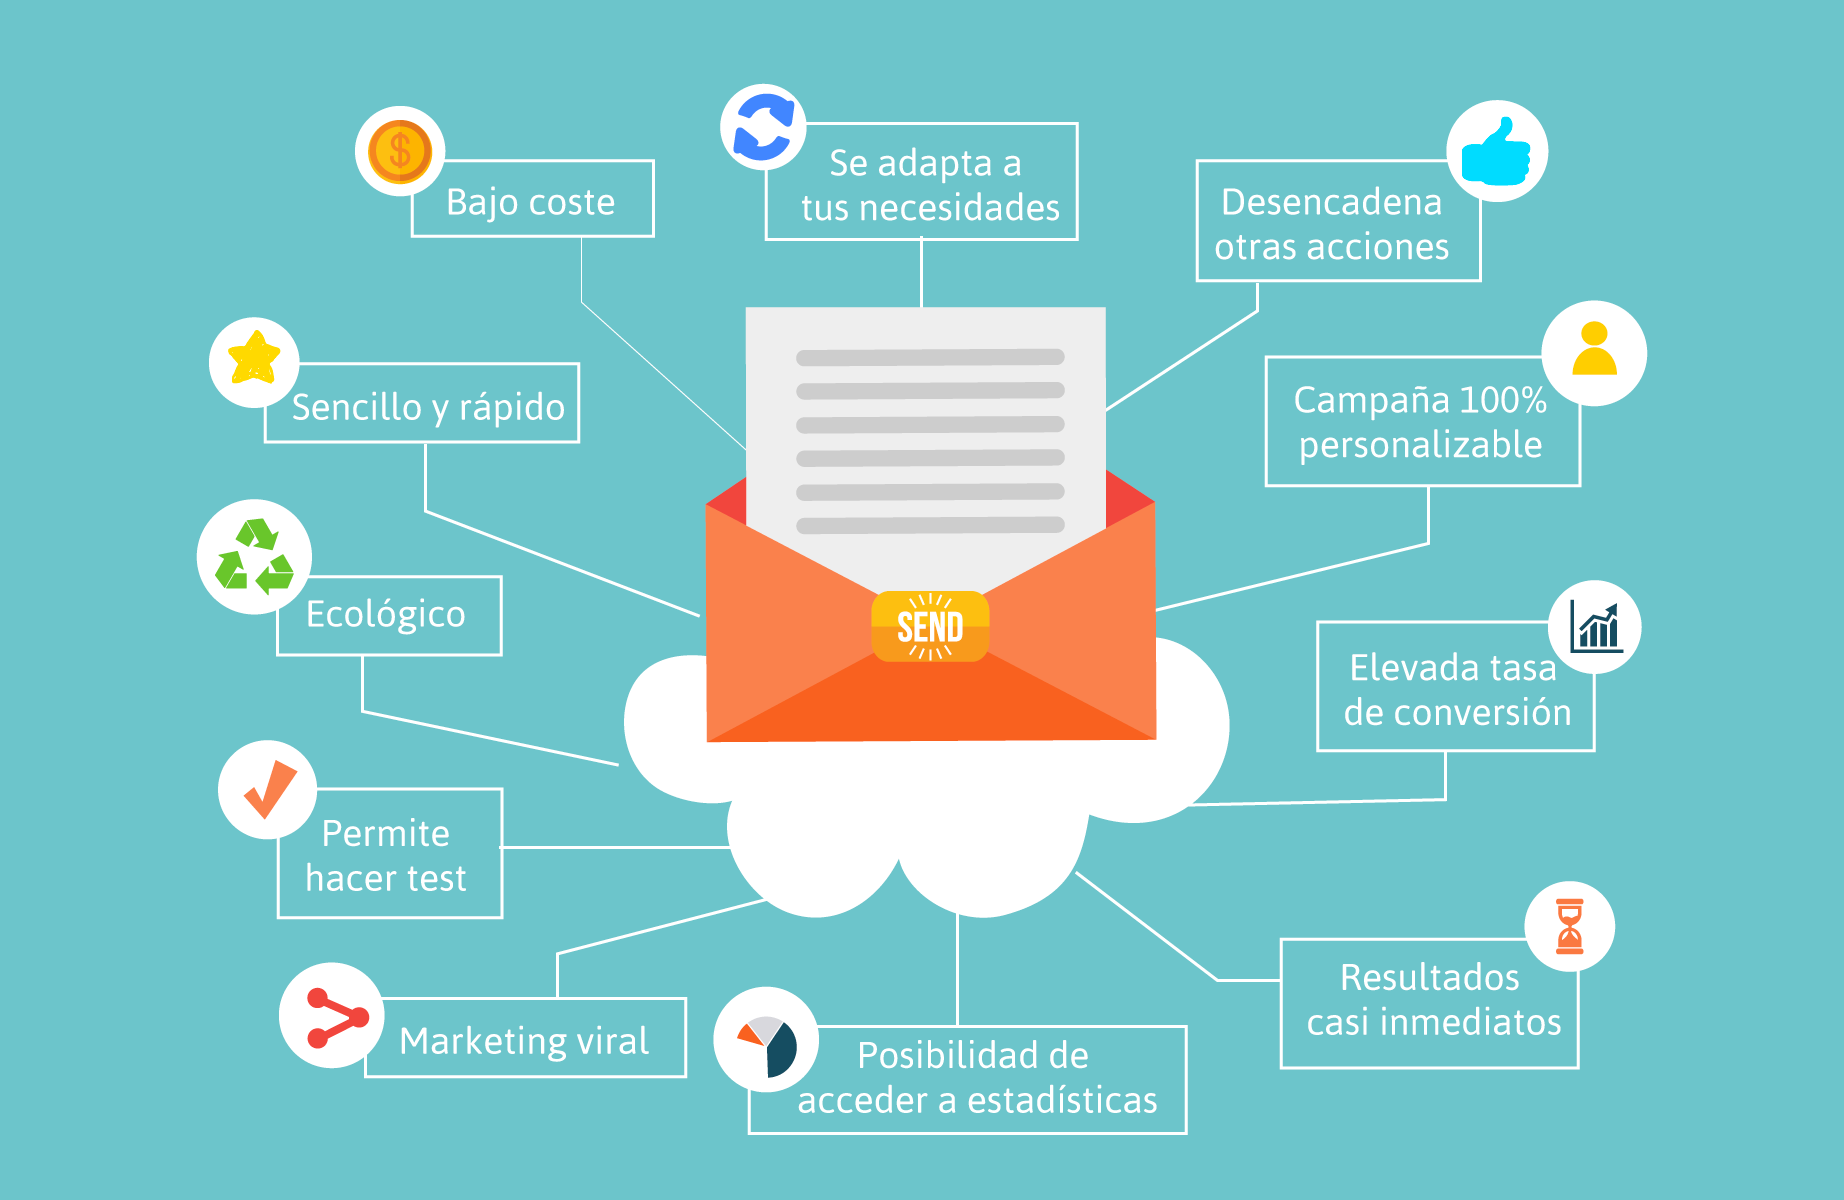 Bajo coste
Se adapta a
tus necesidades
Desencadena
otras acciones
Sencillo y rápido
Campaña 100%
personalizable
Ecológico
SEND
Elevada tasa
de conversión
Permite
hacer test
Resultados
casi inmediatos
Marketing viral
Posibilidad de
acceder a estadísticas
$